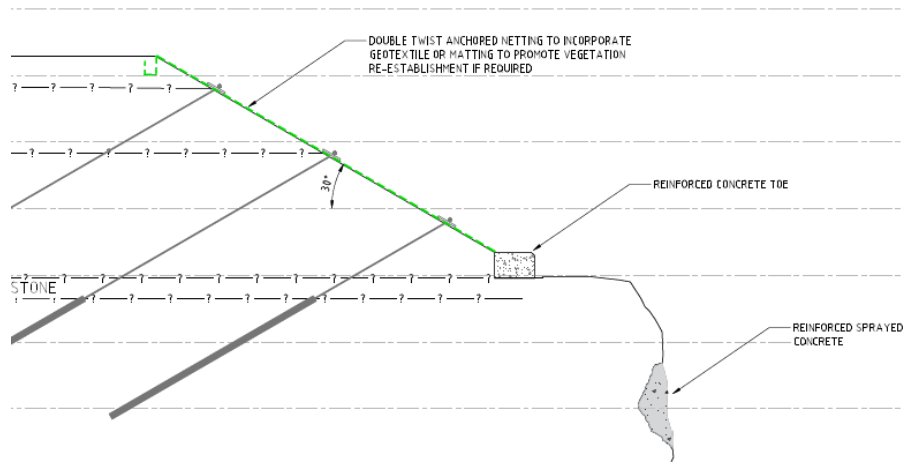 DOUBLE TWIST ANCHORED NETTING TO INCORPORATE
GEOTEXTILE OR MATTING TO PROMOTE VEGETATION
RE-ESTABLISHMENT IF REQUIRED
? ? ? ? ? ?
? ? ? ? ? ? ? ?
30°
REINFORCED CONCRETE TOE
? ? ? ? ? ? ? ? ? ? ? ? ?
STONE
? ? ? ? ? ? ? ? ? ? ?
REINFORCED SPRAYED
CONCRETE